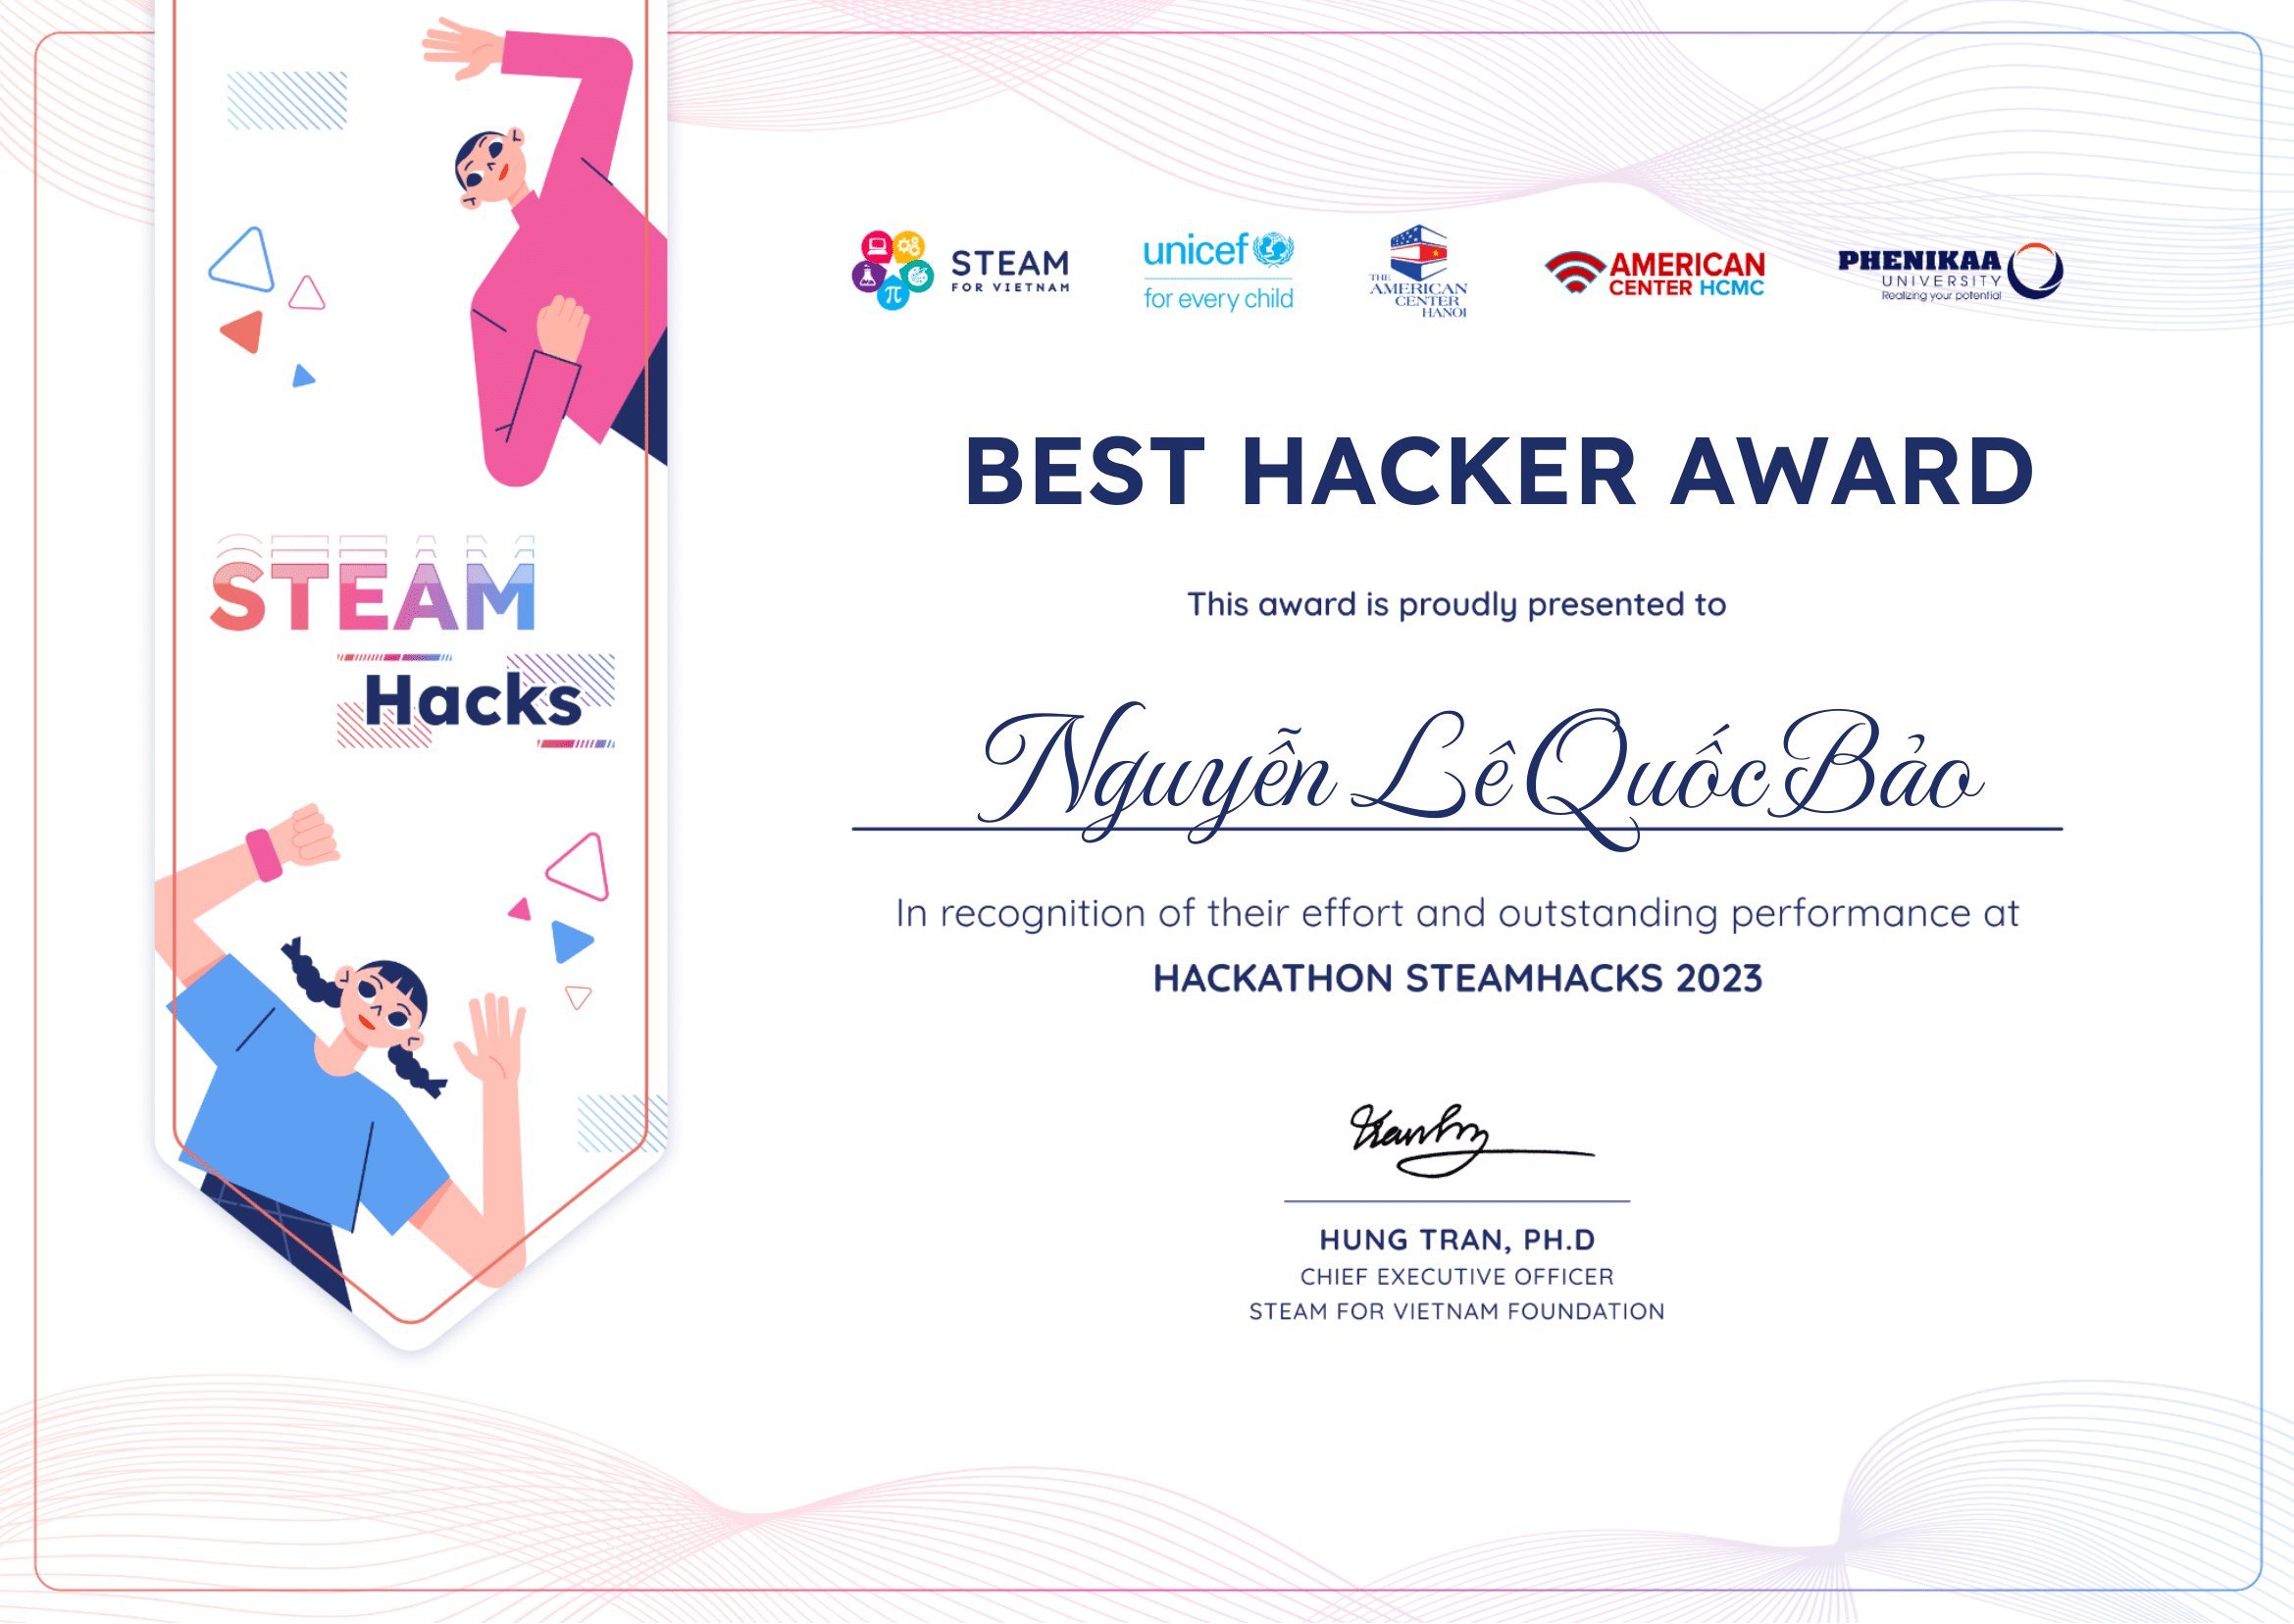 STEAM
FOR VIETNAM
unicef
for every child
THE
AMERICAN
CENTER
HANOI
AMERICAN
CENTER HCMC
PHENIKAA
UNIVERSITY
Realizing your potential
STEAM
Hacks
BEST HACKER AWARD
This award is proudly presented to
Nguyễn Lê Quốc Bảo
In recognition of their effort and outstanding performance at
HACKATHON STEAMHACKS 2023
HUNG TRAN, PH.D
CHIEF EXECUTIVE OFFICER
STEAM FOR VIETNAM FOUNDATION